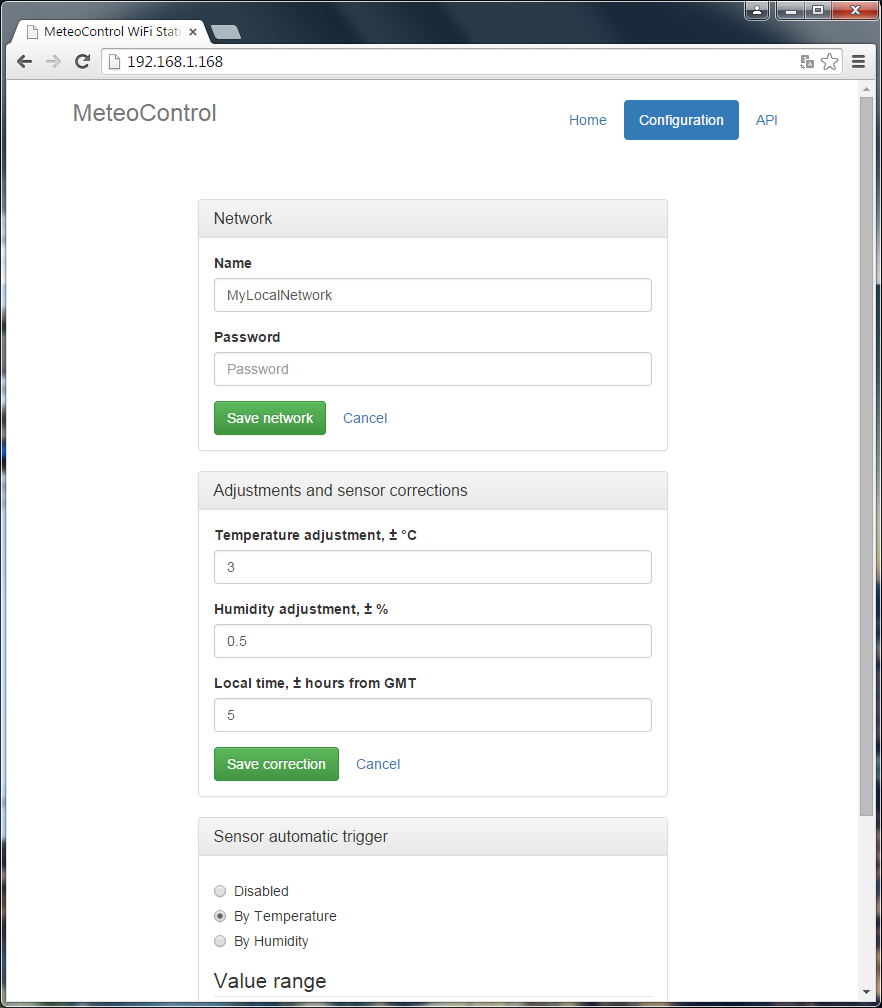 MeteoControl WiFi Stati
192.168.1.168
MeteoControl
Home
Configuration
API
Network
Name
MyLocalNetwork
Password
Password
Save network
Cancel
Adjustments and sensor corrections
Temperature adjustment, ± °C
3
Humidity adjustment, ± %
0.5
Local time, ± hours from GMT
5
Save correction
Cancel
Sensor automatic trigger
Disabled
By Temperature
By Humidity
Value range